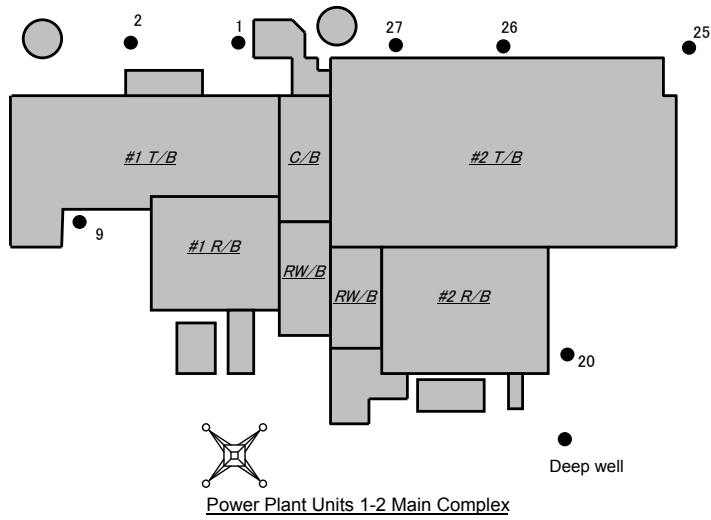 2
1
27
26
25
#1 T/B
C/B
#2 T/B
9
#1 R/B
RW/B
RW/B
#2 R/B
20
Deep well
Power Plant Units 1-2 Main Complex